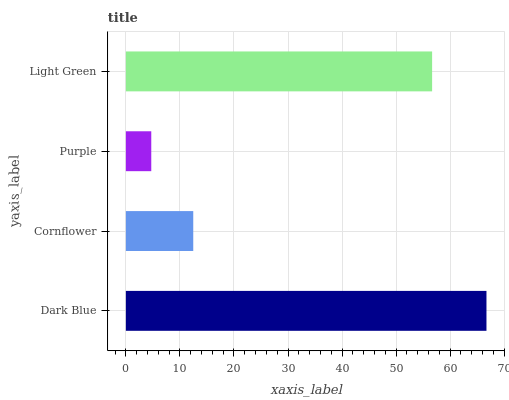 title
Light Green
Purple
Cornflower
Dark Blue
yaxis_label
0 10 20 30 40 50 60 70
xaxis_label